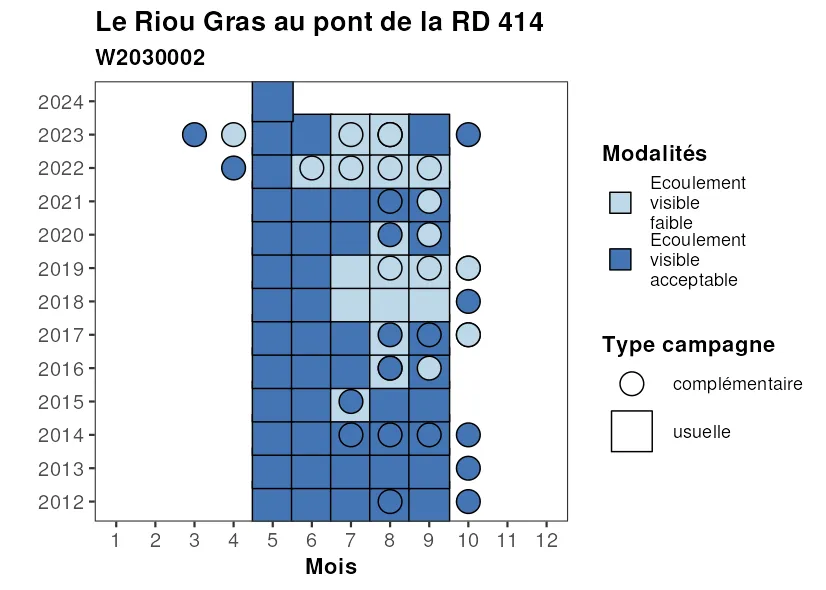 Le Riou Gras au pont de la RD 414
W2030002
2024
2023
2022
2021
2020
2019
2018
2017
2016
2015
2014
2013
2012
1 2 3 4 5 6 7 8 9 10 11 12
Mois
Modalités
Ecoulement
visible
faible
Ecoulement
visible
acceptable
Type campagne
complémentaire
usuelle